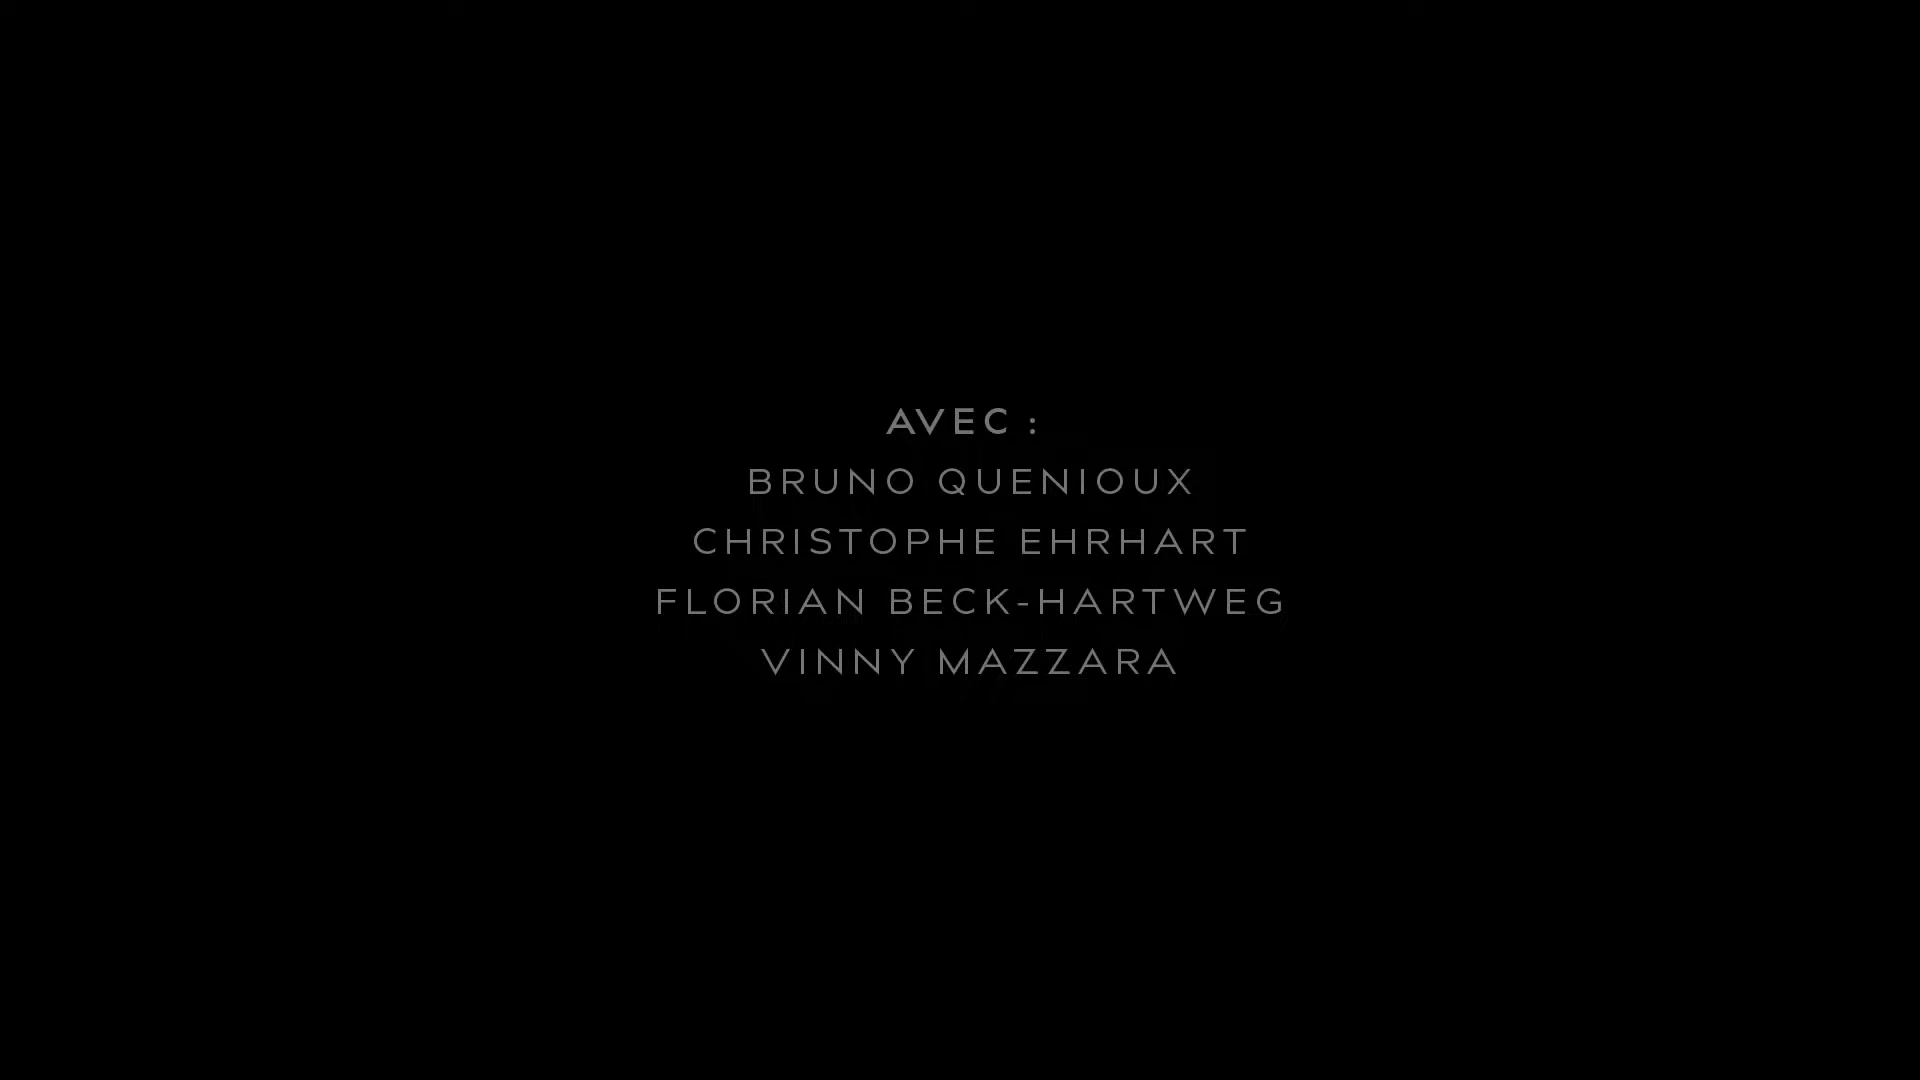 AVEC :
BRUNO QUENIOUX
CHRISTOPHE EHRHART
FLORIAN BECK-HARTWEG
VINNY MAZZARA